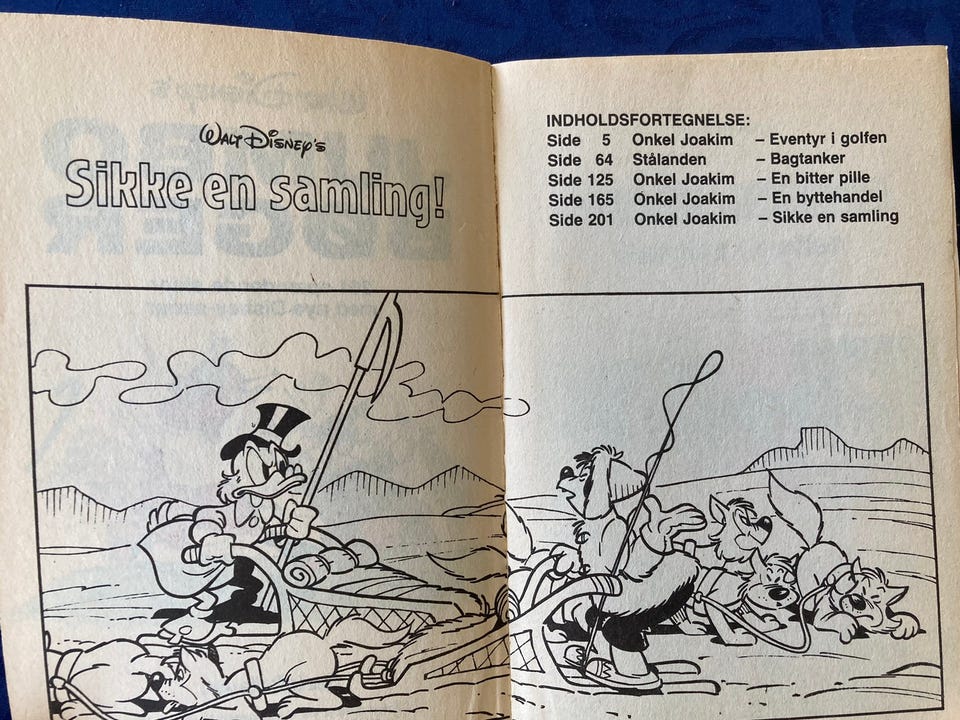 WALT DISNEY'S
Sikke en samling!
INDHOLDSFORTEGNELSE:
Side 5 Onkel Joakim – Eventyr i golfen
Side 64 Stålanden – Bagtanker
Side 125 Onkel Joakim – En bitter pille
Side 165 Onkel Joakim – En byttehandel
Side 201 Onkel Joakim – Sikke en samling